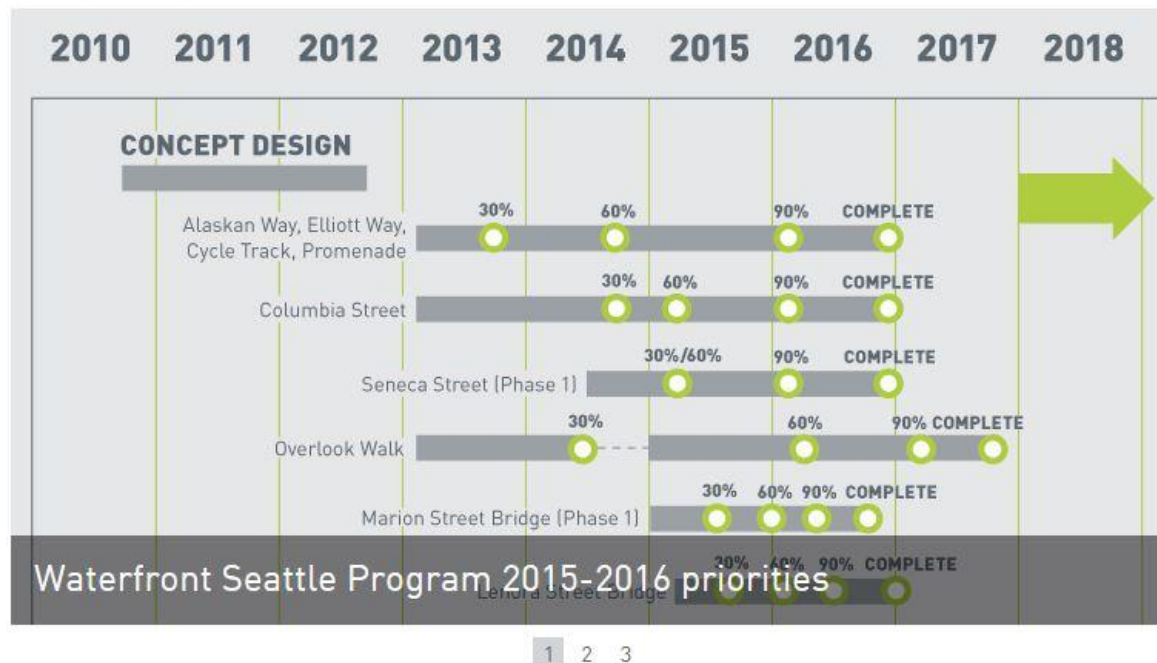 2010 2011 2012 2013 2014 2015 2016 2017 2018
CONCEPT DESIGN
30% 60% 90% COMPLETE
Alaskan Way, Elliott Way,
Cycle Track, Promenade
30% 60% 90% COMPLETE
Columbia Street
30%/60% 90% COMPLETE
Seneca Street (Phase 1)
30% 60% 90% COMPLETE
Overlook Walk
30% 60% 90% COMPLETE
Marion Street Bridge (Phase 1)
30% 60% 90% COMPLETE
Waterfront Seattle Program 2015-2016 priorities
Lenora Street Bridge
1 2 3